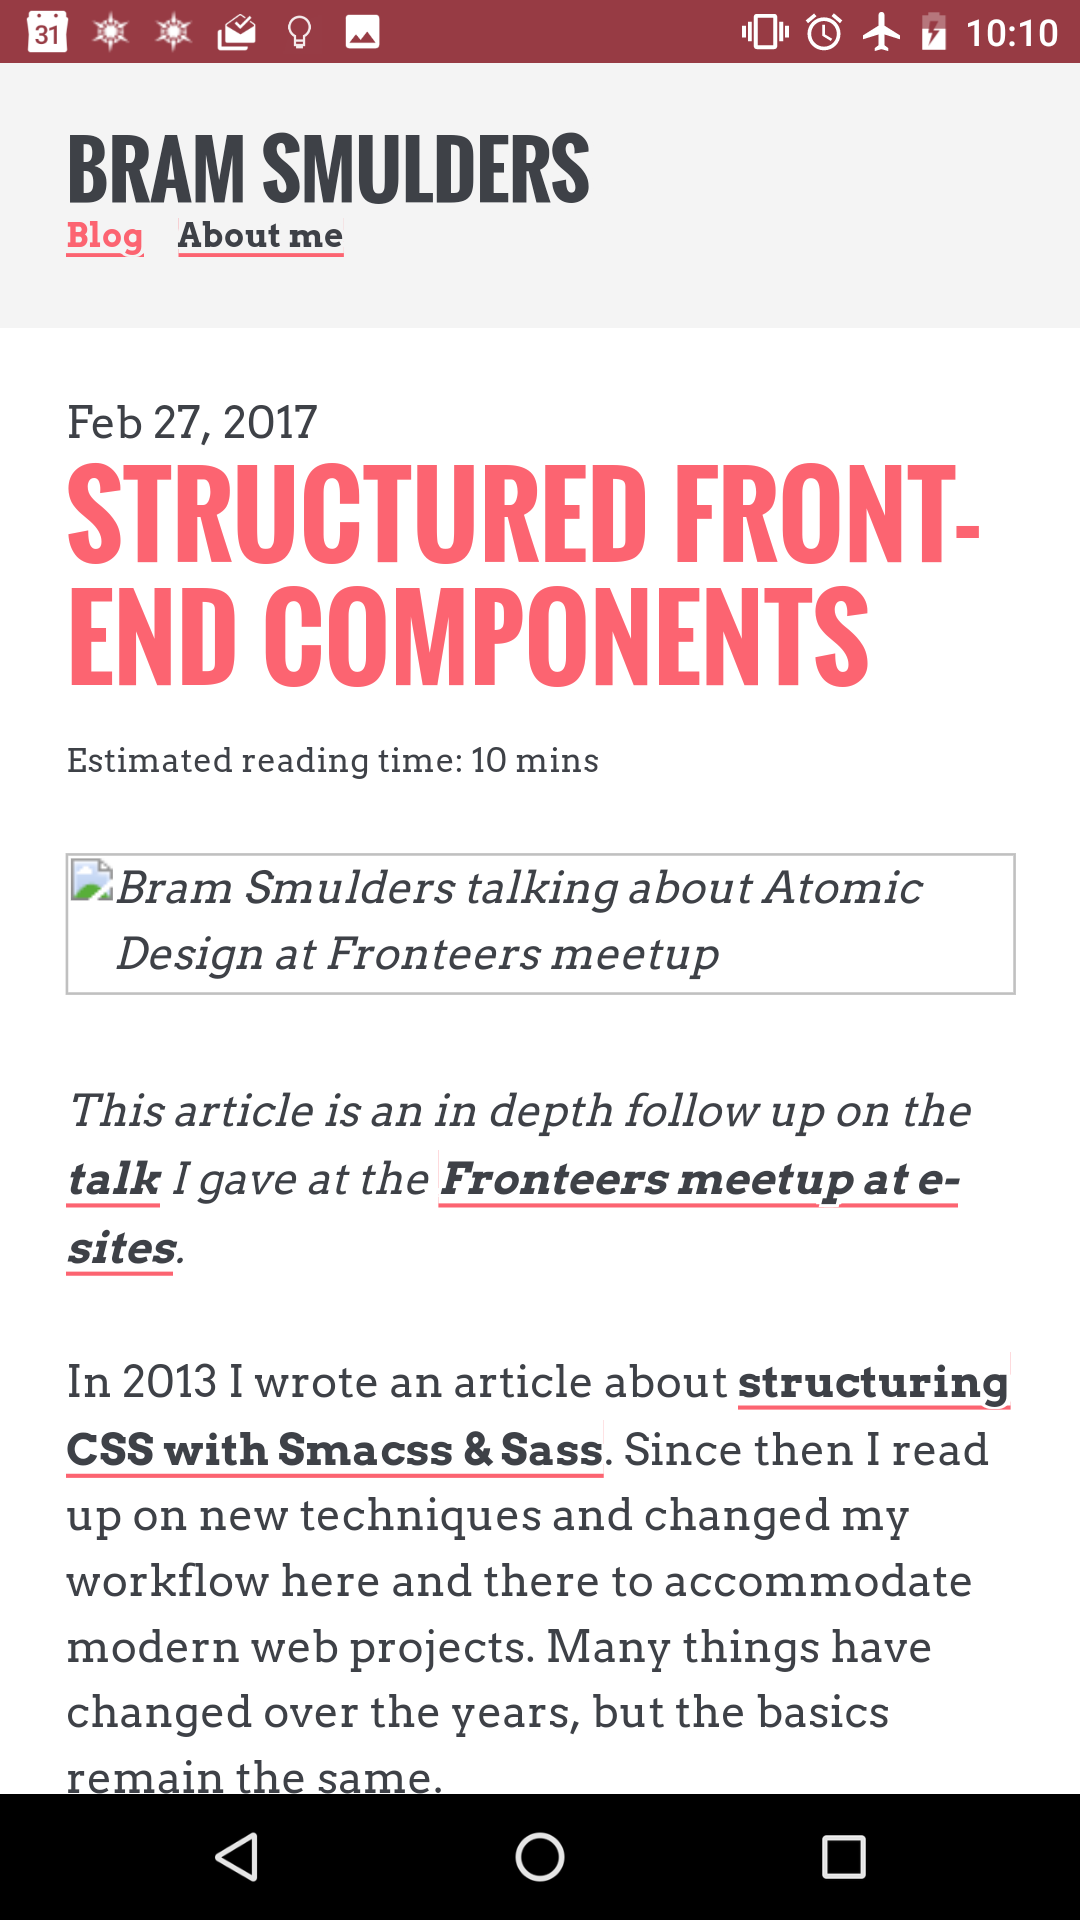 31
10:10
BRAM SMULDERS
Blog About me
Feb 27, 2017
STRUCTURED FRONT-
END COMPONENTS
Estimated reading time: 10 mins
Bram Smulders talking about Atomic
Design at Fronteers meetup
This article is an in depth follow up on the
talk I gave at the Fronteers meetup at e-
sites.
In 2013 I wrote an article about structuring
CSS with Smacss & Sass. Since then I read
up on new techniques and changed my
workflow here and there to accommodate
modern web projects. Many things have
changed over the years, but the basics
remain the same.